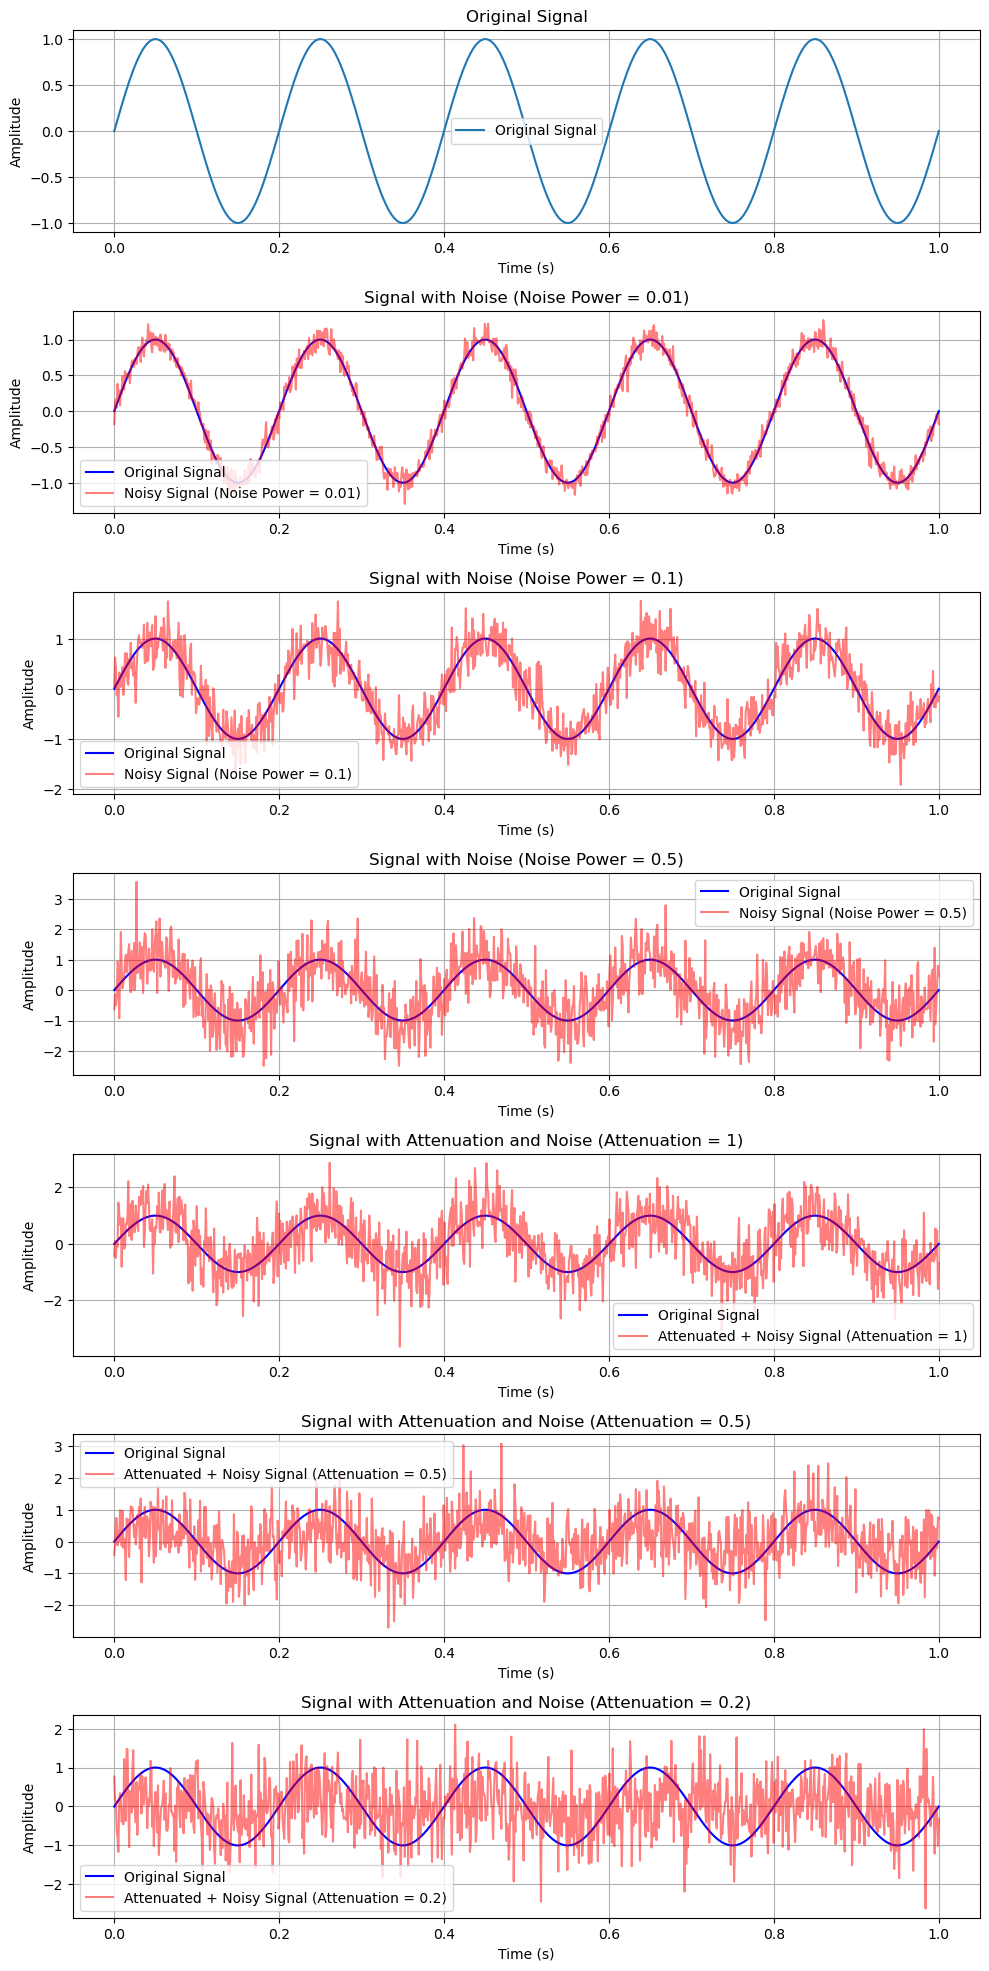 Original Signal
1.0
0.5
0.0
−0.5
−1.0
Amplitude
Original Signal
0.0 0.2 0.4 0.6 0.8 1.0
Time (s)
Signal with Noise (Noise Power = 0.01)
1.0
0.5
0.0
−0.5
−1.0
Amplitude
Original Signal
Noisy Signal (Noise Power = 0.01)
0.0 0.2 0.4 0.6 0.8 1.0
Time (s)
Signal with Noise (Noise Power = 0.1)
1
0
−1
−2
Amplitude
Original Signal
Noisy Signal (Noise Power = 0.1)
0.0 0.2 0.4 0.6 0.8 1.0
Time (s)
Signal with Noise (Noise Power = 0.5)
3
2
1
0
−1
−2
Amplitude
Original Signal
Noisy Signal (Noise Power = 0.5)
0.0 0.2 0.4 0.6 0.8 1.0
Time (s)
Signal with Attenuation and Noise (Attenuation = 1)
2
0
−2
Amplitude
Original Signal
Attenuated + Noisy Signal (Attenuation = 1)
0.0 0.2 0.4 0.6 0.8 1.0
Time (s)
Signal with Attenuation and Noise (Attenuation = 0.5)
3
2
1
0
−1
−2
Amplitude
Original Signal
Attenuated + Noisy Signal (Attenuation = 0.5)
0.0 0.2 0.4 0.6 0.8 1.0
Time (s)
Signal with Attenuation and Noise (Attenuation = 0.2)
2
1
0
−1
−2
Amplitude
Original Signal
Attenuated + Noisy Signal (Attenuation = 0.2)
0.0 0.2 0.4 0.6 0.8 1.0
Time (s)